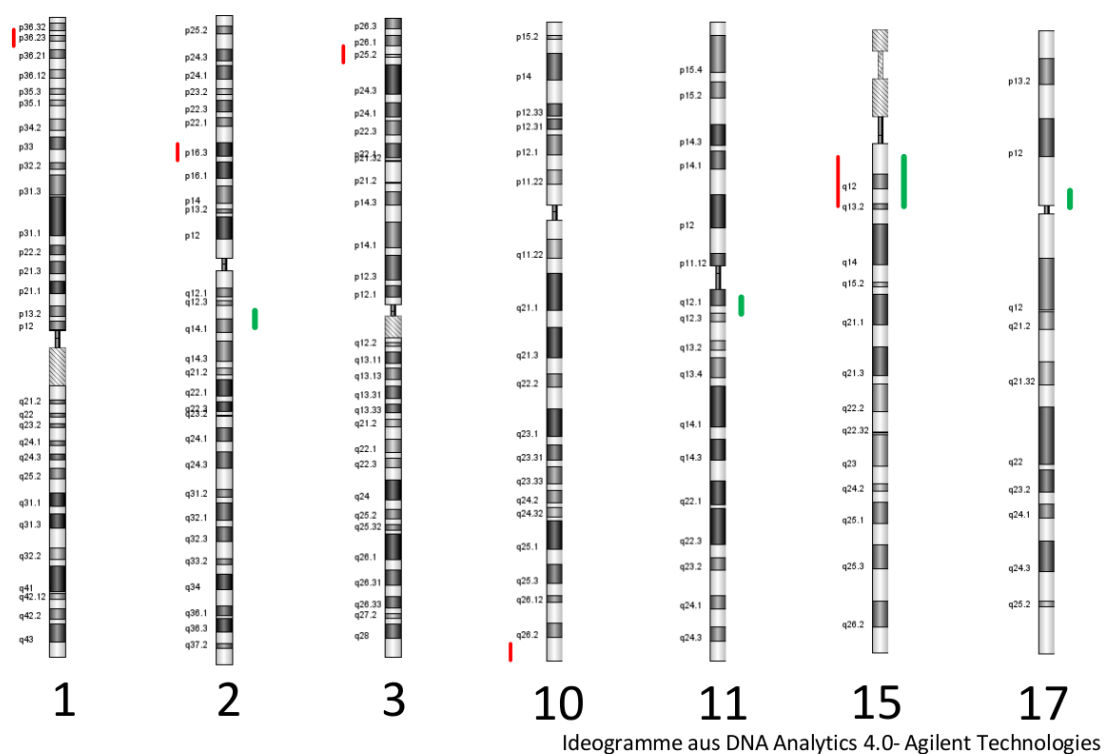 p36.32
p36.23
p36.21
p36.12
p35.3
p35.1
p34.2
p33
p32.2
p31.3
p31.1
p22.2
p21.3
p21.1
p13.2
p12
q21.2
q22
q23.2
q24.1
q24.3
q25.2
q31.1
q31.3
q32.2
q41
q42.12
q42.2
q43
1
p25.2
p24.3
p24.1
p23.2
p22.3
p22.1
p16.3
p16.1
p14
p13.2
p12
q12.1
q12.3
q14.1
q14.3
q21.2
q22.1
q22.3
q23.2
q24.1
q24.3
q31.2
q32.1
q32.3
q33.2
q34
q36.1
q36.3
q37.2
2
p26.3
p26.1
p25.2
p24.3
p24.1
p22.3
p22.1
p21.32
p21.2
p14.3
p14.1
p12.3
p12.1
q12.2
q13.11
q13.13
q13.31
q13.33
q21.2
q22.1
q22.3
q24
q25.2
q25.32
q26.1
q26.31
q26.33
q27.2
q28
3
p15.2
p14
p12.33
p12.31
p12.1
p11.22
q11.22
q21.1
q21.3
q22.2
q23.1
q23.31
q23.33
q24.2
q24.32
q25.1
q25.3
q26.12
q26.2
10
p15.4
p15.2
p14.3
p14.1
p12
p11.12
q12.1
q12.3
q13.2
q13.4
q14.1
q14.3
q22.1
q22.3
q23.2
q24.1
q24.3
11
q12
q13.2
q14
q15.2
q21.1
q21.3
q22.2
q22.32
q23
q24.2
q25.1
q25.3
q26.2
15
p13.2
p12
q12
q21.2
q21.32
q22
q23.2
q24.1
q24.3
q25.2
17
Ideogramme aus DNA Analytics 4.0- Agilent Technologies